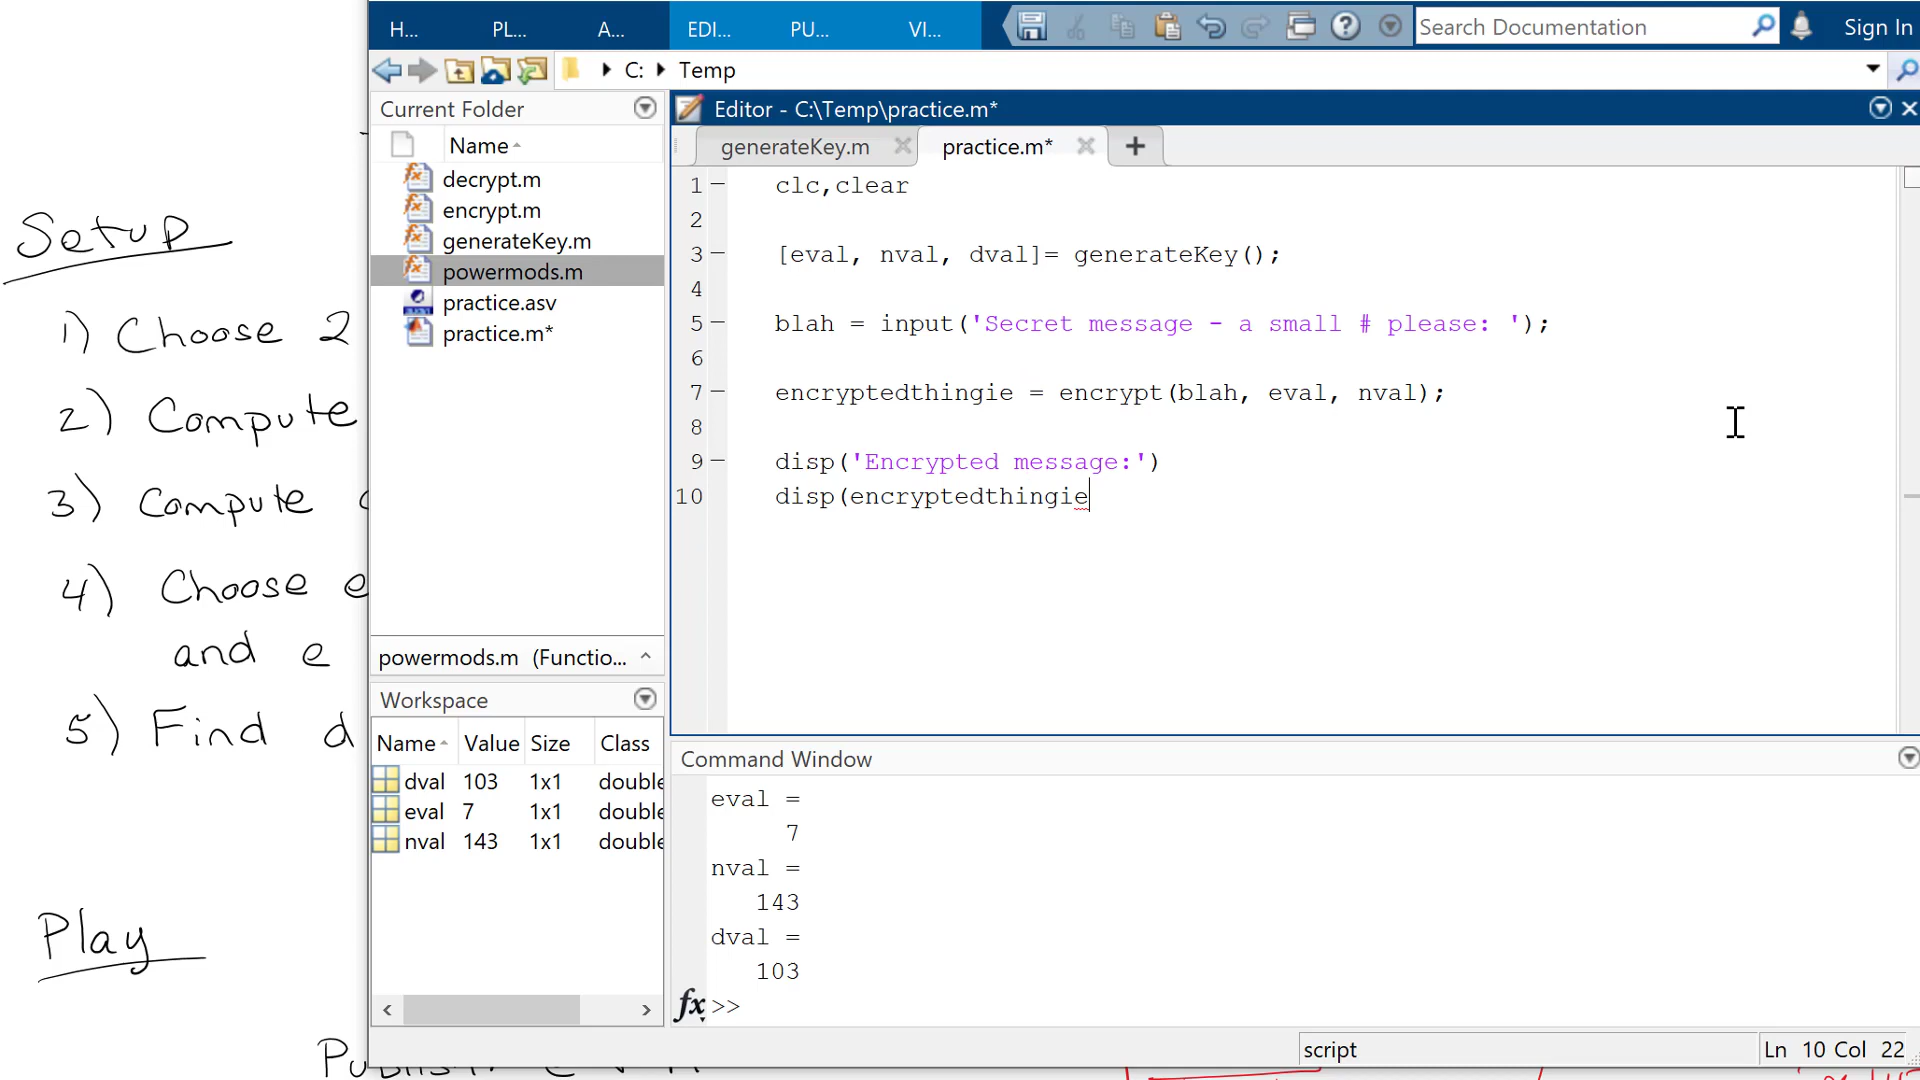 H... PL... A... EDI... PU... VI... Search Documentation Sign In
C: Temp
Current Folder
Name
decrypt.m
encrypt.m
generateKey.m
powermods.m
practice.asv
practice.m*
powermods.m (Functio...
Workspace
Name Value Size Class
dval 103 1x1 double
eval 7 1x1 double
nval 143 1x1 double
Editor - C:\Temp\practice.m*
generateKey.m practice.m*
1 clc,clear
2
3 [eval, nval, dval]= generateKey();
4
5 blah = input('Secret message - a small # please: ');
6
7 encryptedthingie = encrypt(blah, eval, nval);
8
9 disp('Encrypted message:')
10 disp(encryptedthingie
Command Window
eval =
7
nval =
143
dval =
103
fx >>
script Ln 10 Col 22
Setup
1) Choose 2
2) Compute
3) Compute
4) Choose e
and e
5) Find d
Play